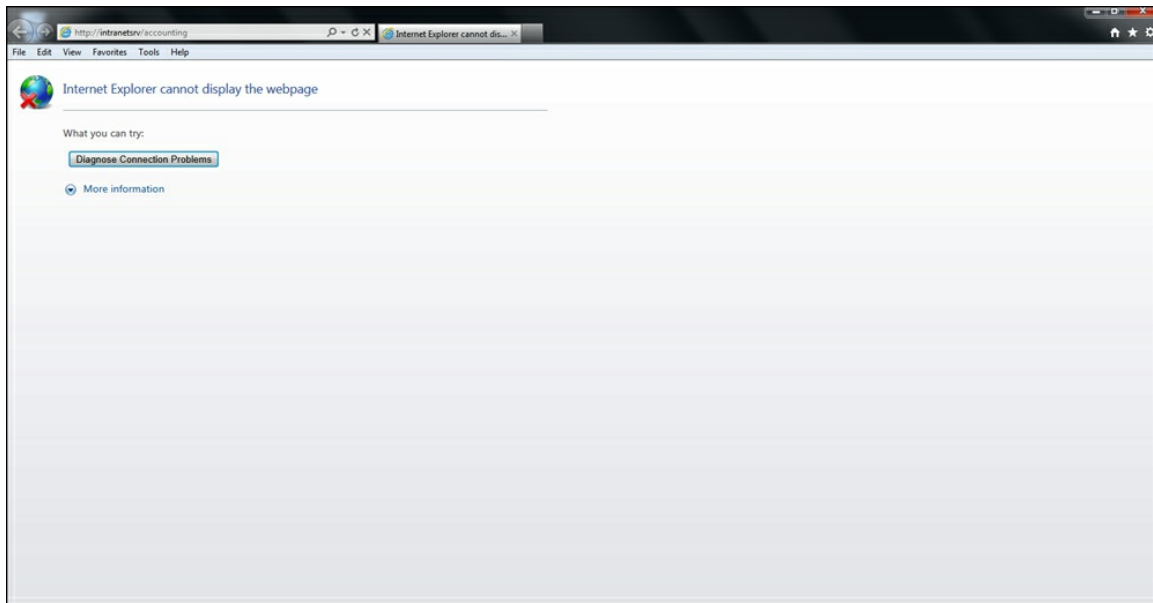 http://intranetsrv/accounting
Internet Explorer cannot dis...
File Edit View Favorites Tools Help
Internet Explorer cannot display the webpage
What you can try:
Diagnose Connection Problems
More information